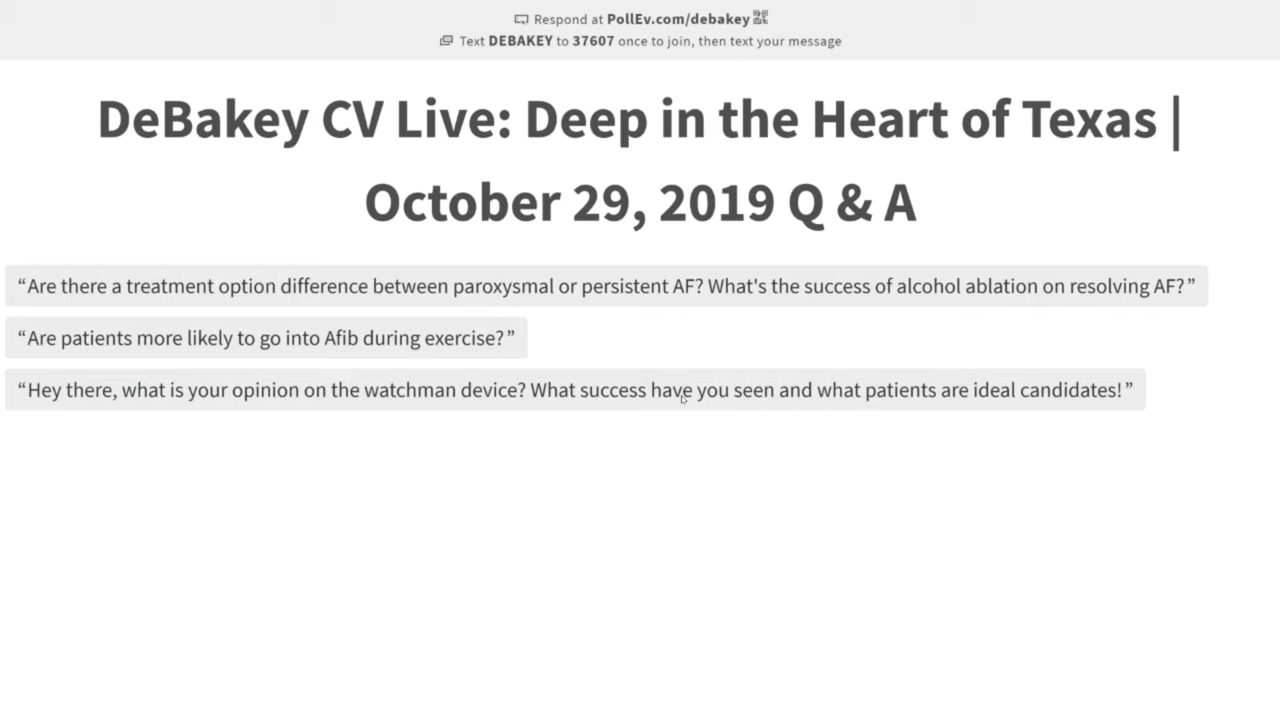 Respond at PollEv.com/debakey
Text DEBAKEY to 37607 once to join, then text your message
DeBakey CV Live: Deep in the Heart of Texas |
October 29, 2019 Q & A
“Are there a treatment option difference between paroxysmal or persistent AF? What's the success of alcohol ablation on resolving AF?”
“Are patients more likely to go into Afib during exercise?”
“Hey there, what is your opinion on the watchman device? What success have you seen and what patients are ideal candidates!”